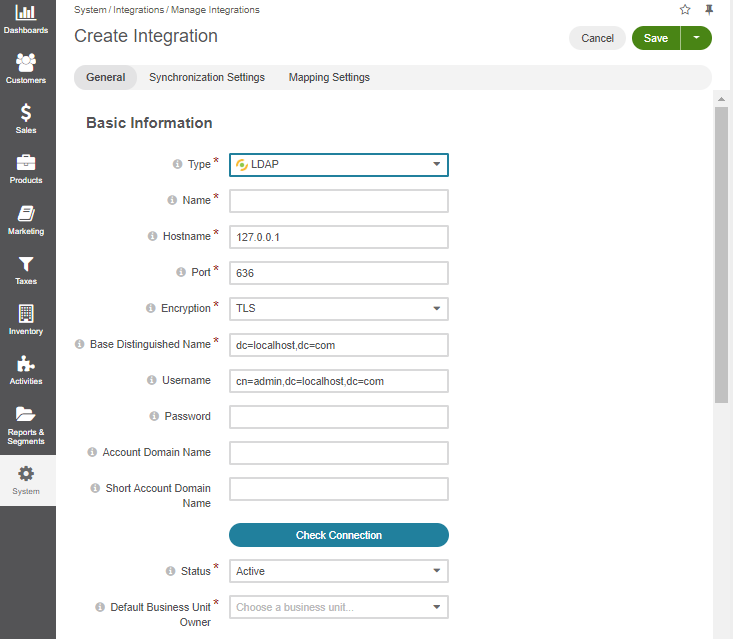 Dashboards
Customers
Sales
Products
Marketing
Taxes
Inventory
Activities
Reports &
Segments
System
System / Integrations / Manage Integrations
Create Integration
Cancel
Save
General
Synchronization Settings
Mapping Settings
Basic Information
Type *
LDAP
Name *
Hostname *
127.0.0.1
Port *
636
Encryption *
TLS
Base Distinguished Name *
dc=localhost,dc=com
Username
cn=admin,dc=localhost,dc=com
Password
Account Domain Name
Short Account Domain
Name
Check Connection
Status *
Active
Default Business Unit *
Owner
Choose a business unit...